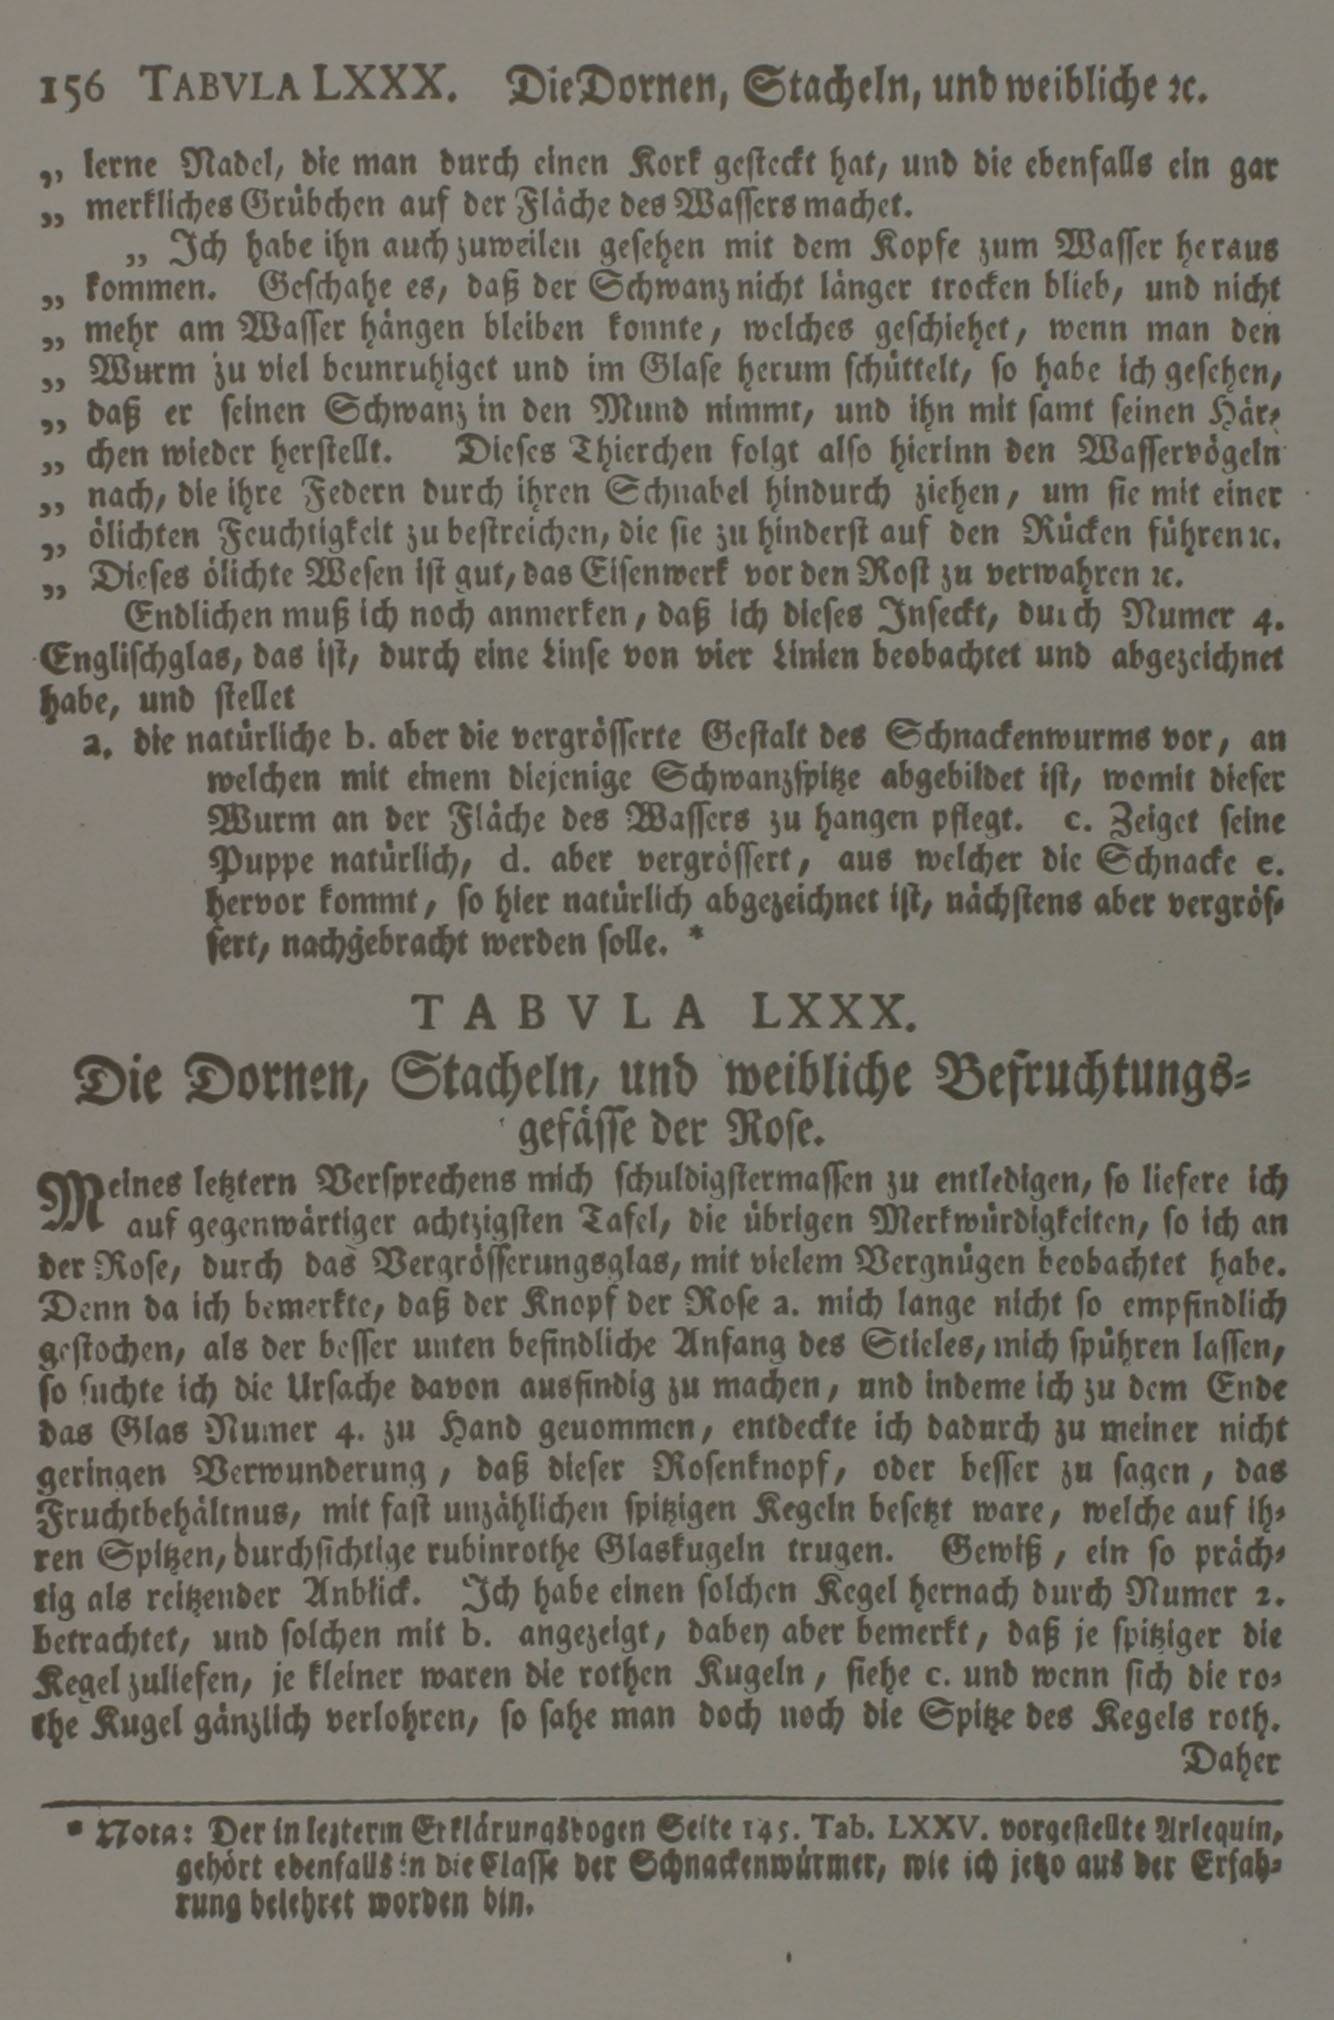 156 TABVLA LXXX. Die Dornen, Stacheln, und weibliche ꝛc.
„ lerne Nadel, die man durch einen Kork gesteckt hat, und die ebenfalls ein gar
„ merkliches Grübchen auf der Fläche des Wassers machet.
„ Ich habe ihn auch zuweilen gesehen mit dem Kopfe zum Wasser heraus
„ kommen. Geschahe es, daß der Schwanz nicht länger trocken blieb, und nicht
„ mehr am Wasser hängen bleiben konnte, welches geschiehet, wenn man den
„ Wurm zu viel beunruhiget und im Glase herum schüttelt, so habe ich gesehen,
„ daß er seinen Schwanz in den Mund nimmt, und ihn mit samt seinen Här-
„ chen wieder herstellt. Dieses Thierchen folgt also hierinn den Wasservögeln
„ nach, die ihre Federn durch ihren Schnabel hindurch ziehen, um sie mit einer
„ ölichten Feuchtigkeit zu bestreichen, die sie zu hinderst auf den Rücken führen ꝛc.
„ Dieses ölichte Wesen ist gut, das Eisenwerk vor den Rost zu verwahren ꝛc.
Endlichen muß ich noch anmerken, daß ich dieses Inseckt, durch Numer 4.
Englischglas, das ist, durch eine Linse von vier Linien beobachtet und abgezeichnet
habe, und stellet
a. die natürliche b. aber die vergrösserte Gestalt des Schnackenwurms vor, an
welchen mit einem diejenige Schwanzspitze abgebildet ist, womit dieser
Wurm an der Fläche des Wassers zu hangen pflegt. c. Zeiget seine
Puppe natürlich, d. aber vergrössert, aus welcher die Schnacke e.
hervor kommt, so hier natürlich abgezeichnet ist, nächstens aber vergrös-
sert, nachgebracht werden solle. *
TABVLA LXXX.
Die Dornen, Stacheln, und weibliche Befruchtungs-
gefässe der Rose.
Meines letztern Versprechens mich schuldigstermassen zu entledigen, so liefere ich
auf gegenwärtiger achtzigsten Tafel, die übrigen Merkwürdigkeiten, so ich an
der Rose, durch das Vergrösserungsglas, mit vielem Vergnügen beobachtet habe.
Denn da ich bemerkte, daß der Knopf der Rose a. mich lange nicht so empfindlich
gestochen, als der besser unten befindliche Anfang des Stieles, mich spühren lassen,
so suchte ich die Ursache davon ausfindig zu machen, und indeme ich zu dem Ende
das Glas Numer 4. zu Hand genommen, entdeckte ich dadurch zu meiner nicht
geringen Verwunderung, daß dieser Rosenknopf, oder besser zu sagen, das
Fruchtbehältnus, mit fast unzählichen spitzigen Kegeln besetzt ware, welche auf ih-
ren Spitzen, durchsichtige rubinrothe Glaskugeln trugen. Gewiß, ein so präch-
tig als reitzender Anblick. Ich habe einen solchen Kegel hernach durch Numer 2.
betrachtet, und solchen mit b. angezeigt, dabey aber bemerkt, daß je spitziger die
Kegel zuliefen, je kleiner waren die rothen Kugeln, siehe c. und wenn sich die ro-
the Kugel gänzlich verlohren, so sahe man doch noch die Spitze des Kegels roth.
Daher
* Nota: Der in lezterm Erklärungsbogen Seite 145. Tab. LXXV. vorgestellte Arlequin,
gehört ebenfalls in die Classe der Schnackenwürmer, wie ich jetzo aus der Erfah-
rung belehret worden bin.